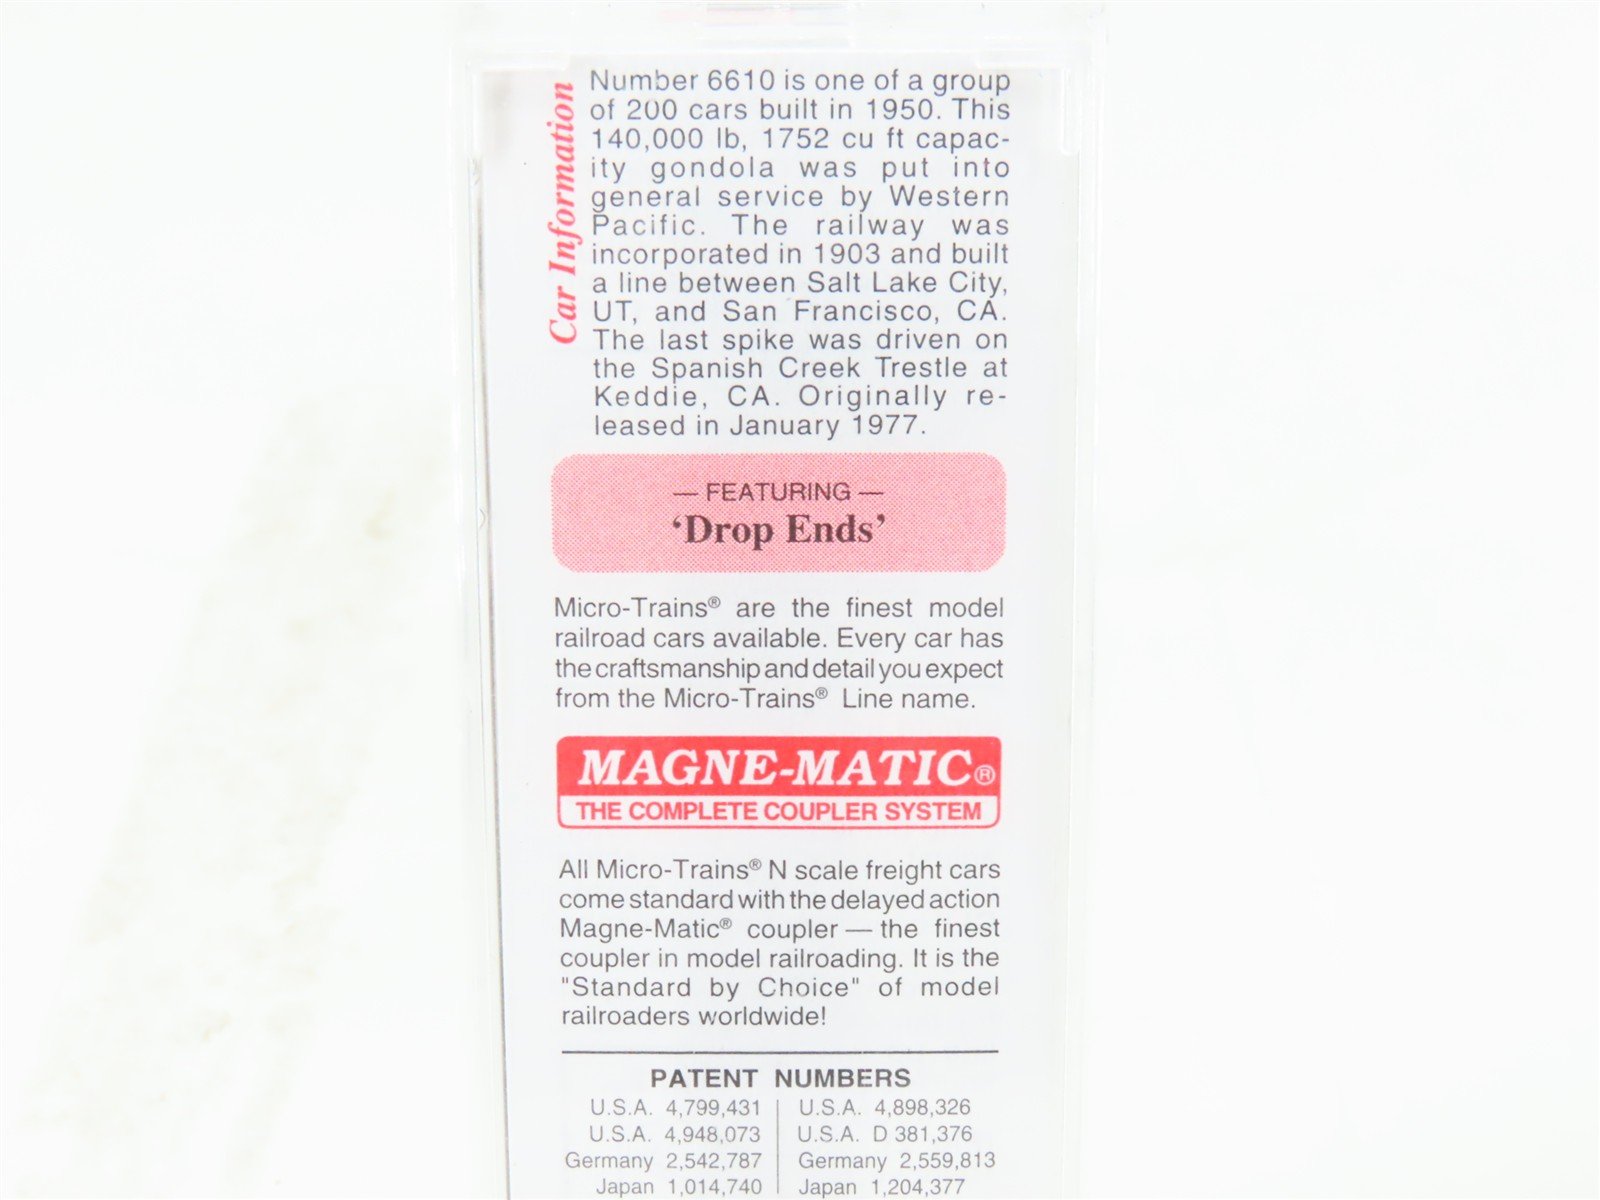 Car Information
Number 6610 is one of a group
of 200 cars built in 1950. This
140,000 lb, 1752 cu ft capac-
ity gondola was put into
general service by Western
Pacific. The railway was
incorporated in 1903 and built
a line between Salt Lake City,
UT, and San Francisco, CA.
The last spike was driven on
the Spanish Creek Trestle at
Keddie, CA. Originally re-
leased in January 1977.
— FEATURING —
‘Drop Ends’
Micro-Trains® are the finest model
railroad cars available. Every car has
the craftsmanship and detail you expect
from the Micro-Trains® Line name.
MAGNE-MATIC®
THE COMPLETE COUPLER SYSTEM
All Micro-Trains® N scale freight cars
come standard with the delayed action
Magne-Matic® coupler — the finest
coupler in model railroading. It is the
"Standard by Choice" of model
railroaders worldwide!
PATENT NUMBERS
U.S.A. 4,799,431 | U.S.A. 4,898,326
U.S.A. 4,948,073 | U.S.A. D 381,376
Germany 2,542,787 | Germany 2,559,813
Japan 1,014,740 | Japan 1,204,377